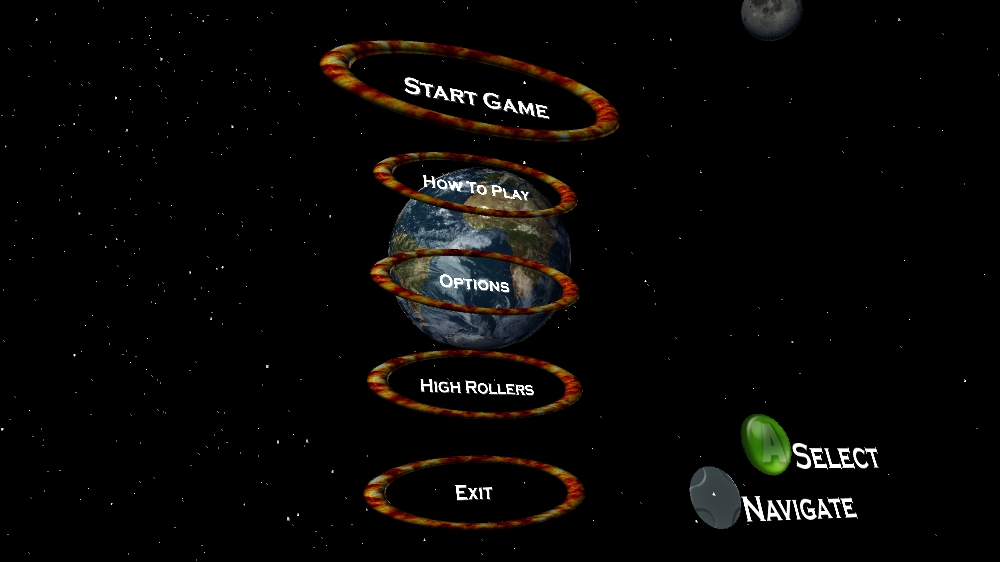 START GAME
HOW TO PLAY
OPTIONS
HIGH ROLLERS
EXIT
A SELECT
NAVIGATE